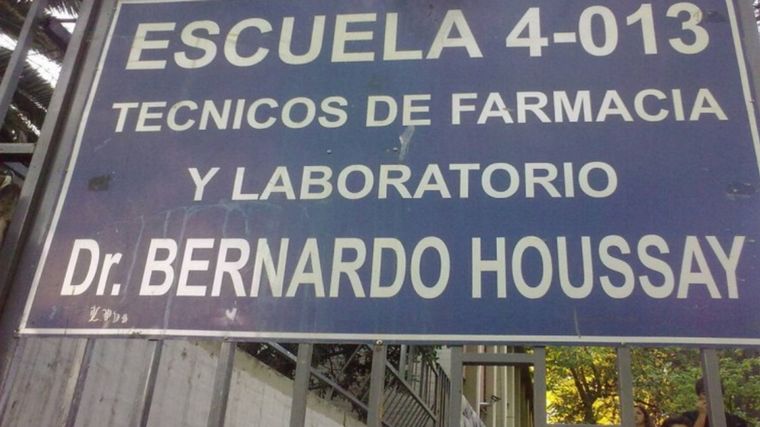 ESCUELA 4-013
TECNICOS DE FARMACIA
Y LABORATORIO
Dr. BERNARDO HOUSSAY